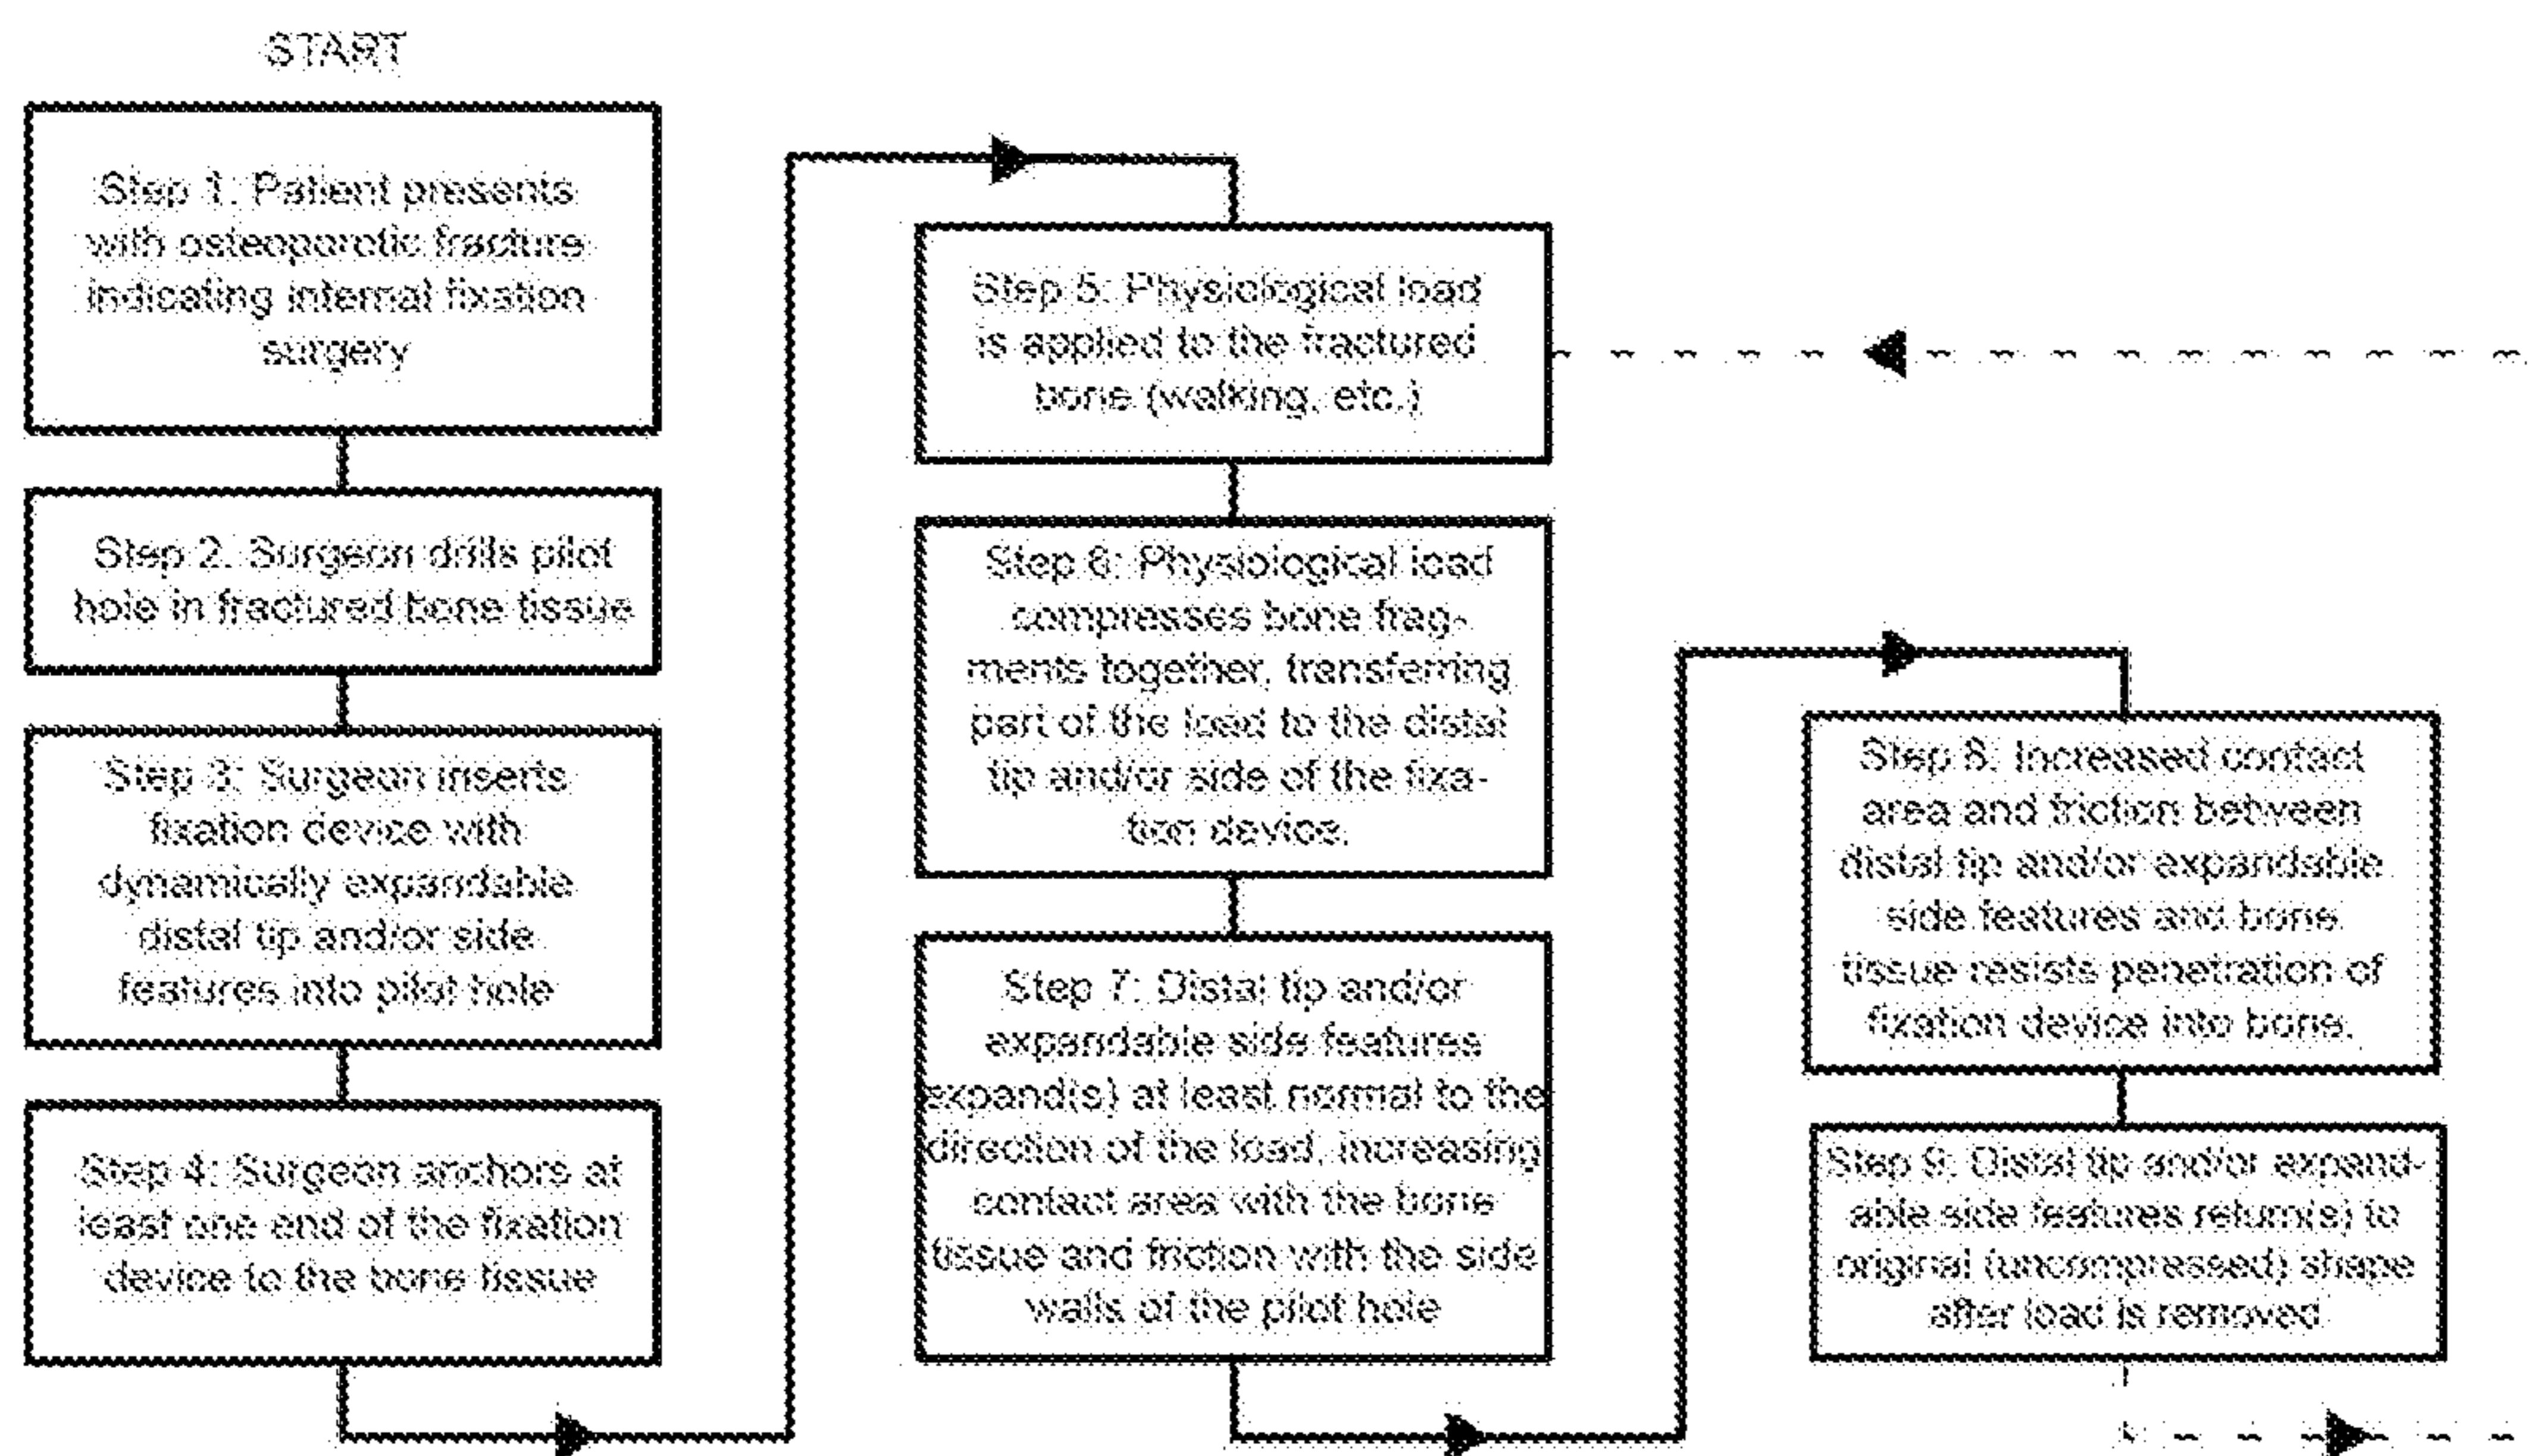 START
Step 1: Patient presents
with osteoporotic fracture
indicating internal fixation
surgery
Step 2. Surgeon drills pilot
hole in fractured bone tissue
Step 3: Surgeon inserts
fixation device with
dynamically expandable
distal tip and/or side
features into pilot hole
Step 4: Surgeon anchors at
least one end of the fixation
device to the bone tissue
Step 5: Physiological load
is applied to the fractured
bone (walking, etc.)
Step 6: Physiological load
compresses bone frag-
ments together, transferring
part of the load to the distal
tip and/or side of the fixa-
tion device.
Step 7: Distal tip and/or
expandable side features
expand(s) at least normal to the
direction of the load, increasing
contact area with the bone
tissue and friction with the side
walls of the pilot hole
Step 8: Increased contact
area and friction between
distal tip and/or expandable
side features and bone
tissue resists penetration of
fixation device into bone.
Step 9: Distal tip and/or expand-
able side features return(s) to
original (uncompressed) shape
after load is removed